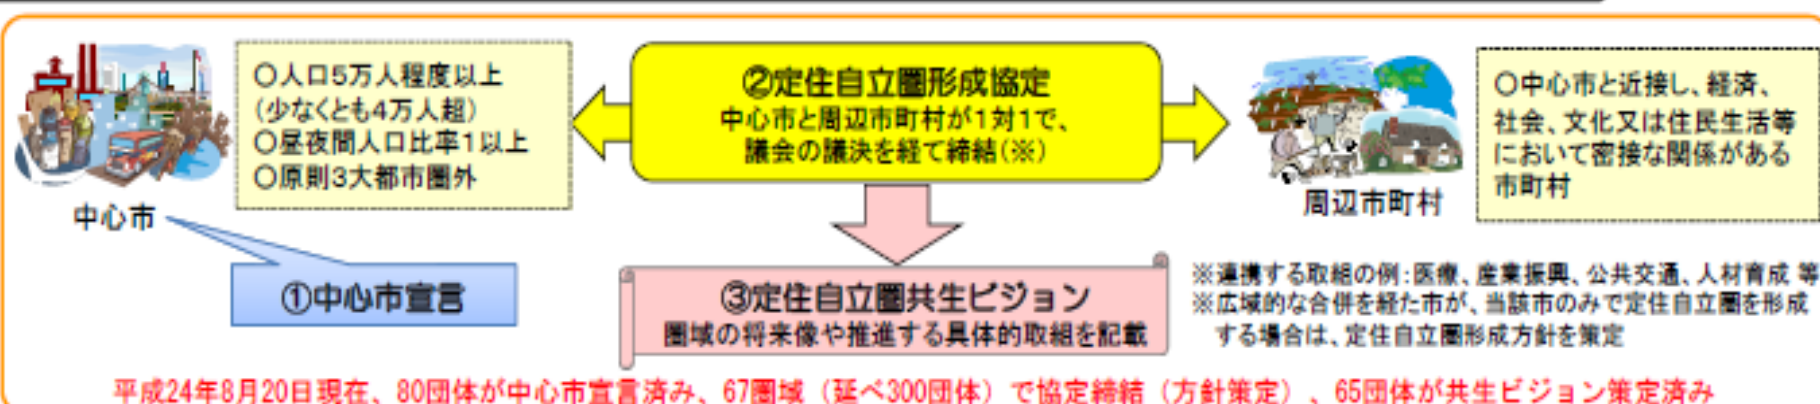 〇人口5万人程度以上
(少なくとも4万人超)
〇昼夜間人口比率1以上
〇原則3大都市圏外
中心市
①中心市宣言
②定住自立圏形成協定
中心市と周辺市町村が1対1で、
議会の議決を経て締結(※)
③定住自立圏共生ビジョン
圏域の将来像や推進する具体的取組を記載
周辺市町村
〇中心市と近接し、経済、
社会、文化又は住民生活等
において密接な関係がある
市町村
※連携する取組の例:医療、産業振興、公共交通、人材育成 等
※広域的な合併を経た市が、当該市のみで定住自立圏を形成
する場合は、定住自立圏形成方針を策定
平成24年8月20日現在、80団体が中心市宣言済み、67圏域（延べ300団体）で協定締結（方針策定）、65団体が共生ビジョン策定済み